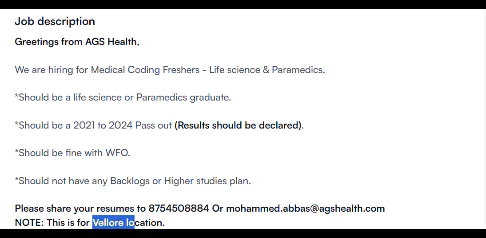 Job description
Greetings from AGS Health,
We are hiring for Medical Coding Freshers - Life science & Paramedics.
*Should be a life science or Paramedics graduate.
*Should be a 2021 to 2024 Pass out (Results should be declared).
*Should be fine with WFO.
*Should not have any Backlogs or Higher studies plan.
Please share your resumes to 8754508884 Or mohammed.abbas@agshealth.com
NOTE: This is for Vellore location.